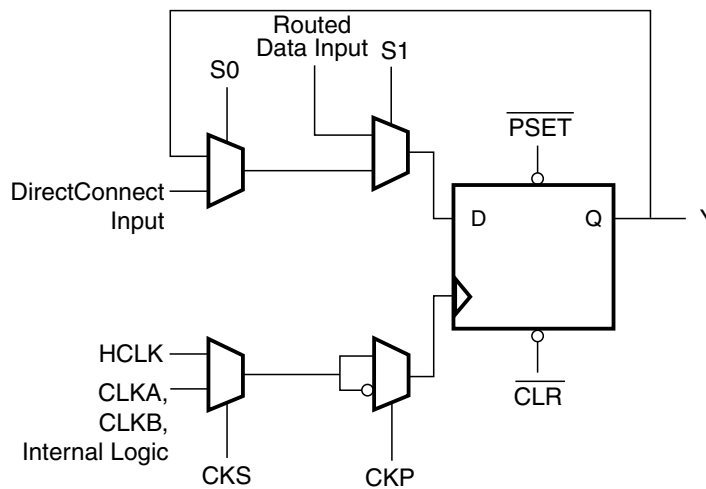 Routed
Data Input
S1
S0
PSET
DirectConnect
Input
D
Q
Y
HCLK
CLKA,
CLKB,
Internal Logic
CLR
CKS
CKP